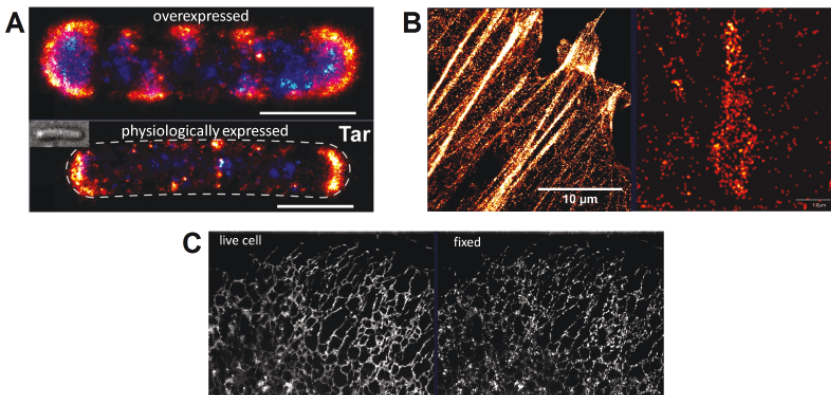 A
overexpressed
physiologically expressed
Tar
B
10 µm
C
live cell
fixed